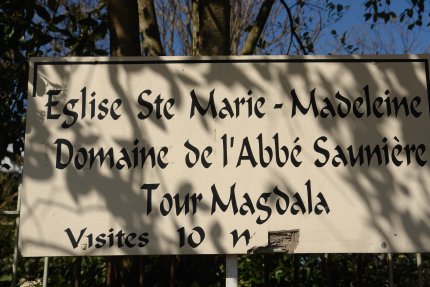 Eglise Ste Marie-Madeleine
Domaine de l'Abbé Saunière
Tour Magdala
Visites 10